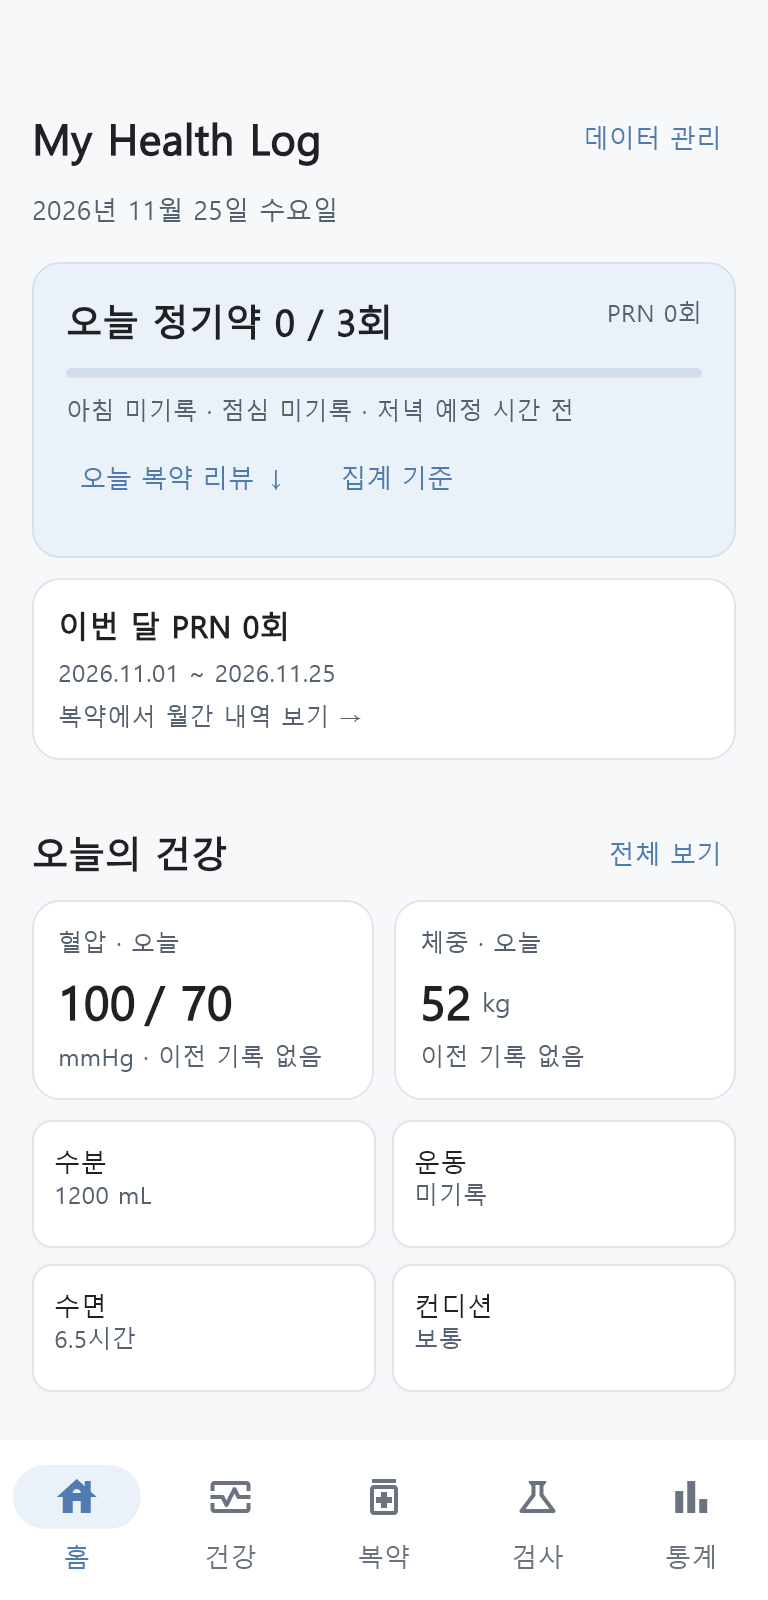 My Health Log
데이터 관리
2026년 11월 25일 수요일
오늘 정기약 0 / 3회
PRN 0회
아침 미기록 · 점심 미기록 · 저녁 예정 시간 전
오늘 복약 리뷰 ↓
집계 기준
이번 달 PRN 0회
2026.11.01 ~ 2026.11.25
복약에서 월간 내역 보기 →
오늘의 건강
전체 보기
혈압 · 오늘
100 / 70
mmHg · 이전 기록 없음
체중 · 오늘
52 kg
이전 기록 없음
수분
1200 mL
운동
미기록
수면
6.5시간
컨디션
보통
홈
건강
복약
검사
통계